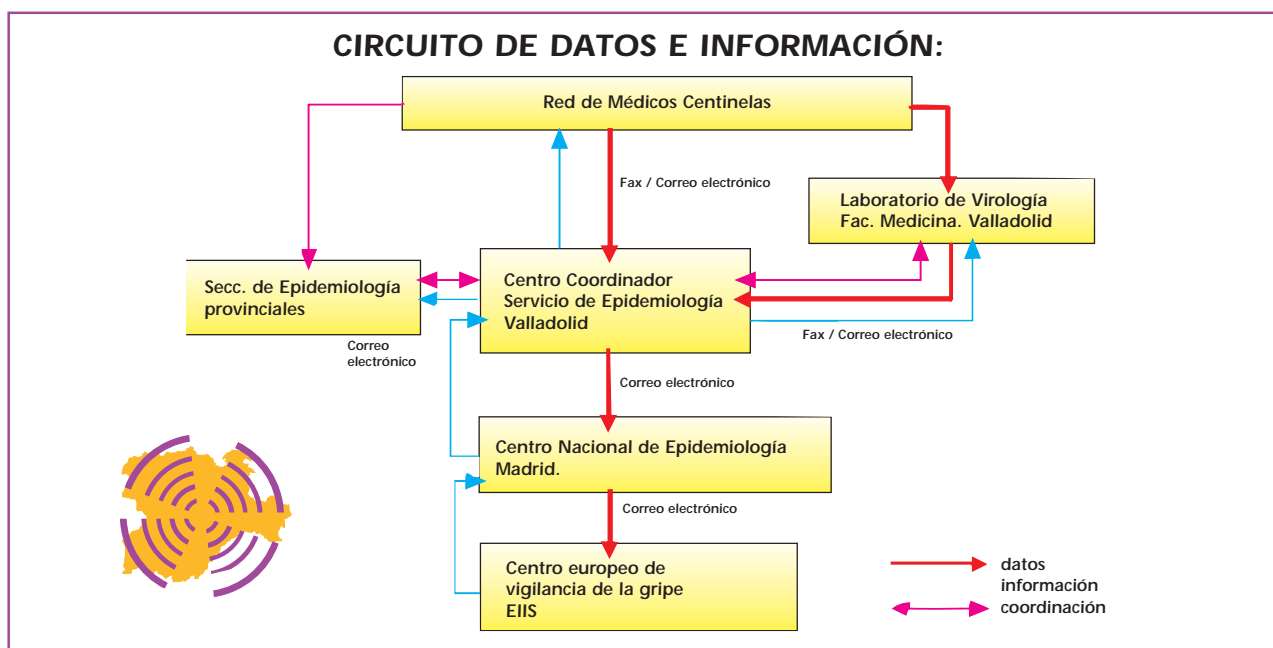 CIRCUITO DE DATOS E INFORMACIÓN:
Red de Médicos Centinelas
Fax / Correo electrónico
Laboratorio de Virología
Fac. Medicina. Valladolid
Secc. de Epidemiología
provinciales
Centro Coordinador
Servicio de Epidemiología
Valladolid
Fax / Correo electrónico
Correo
electrónico
Correo electrónico
Centro Nacional de Epidemiología
Madrid.
Correo electrónico
Centro europeo de
vigilancia de la gripe
EIIS
datos
información
coordinación